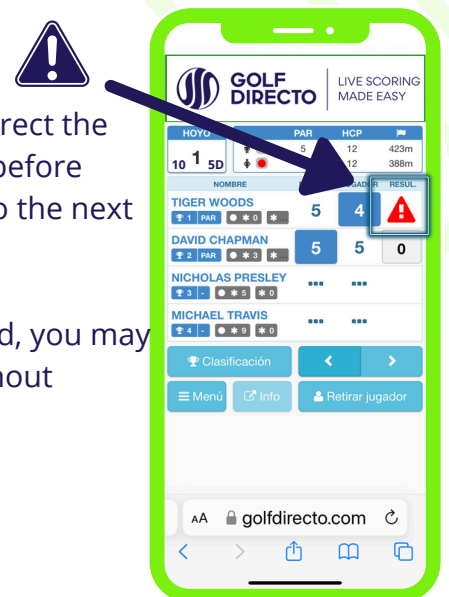 rect the
before
o the next
d, you may
hout
GOLF
DIRECTO
LIVE SCORING
MADE EASY
HOYO PAR HCP
10 1 5D 5 12 423m
12 388m
NOMBRE JUGADOR RESUL.
TIGER WOODS 5 4
1 PAR 0
DAVID CHAPMAN 5 5 0
2 PAR 3
NICHOLAS PRESLEY ... ...
3 - 5 0
MICHAEL TRAVIS ... ...
4 - 9 0
Clasificación < >
Menú Info Retirar jugador
AA golfdirecto.com